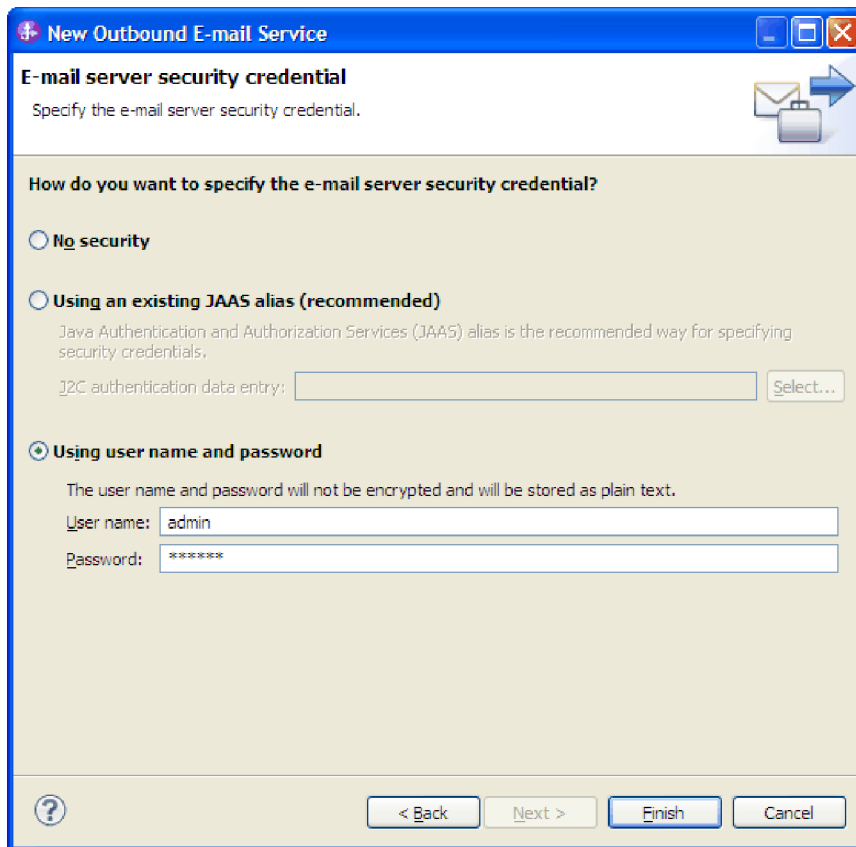 New Outbound E-mail Service
E-mail server security credential
Specify the e-mail server security credential.
How do you want to specify the e-mail server security credential?
No security
Using an existing JAAS alias (recommended)
Java Authentication and Authorization Services (JAAS) alias is the recommended way for specifying
security credentials.
J2C authentication data entry:
Select...
Using user name and password
The user name and password will not be encrypted and will be stored as plain text.
User name: admin
Password: ******
? < Back Next > Finish Cancel